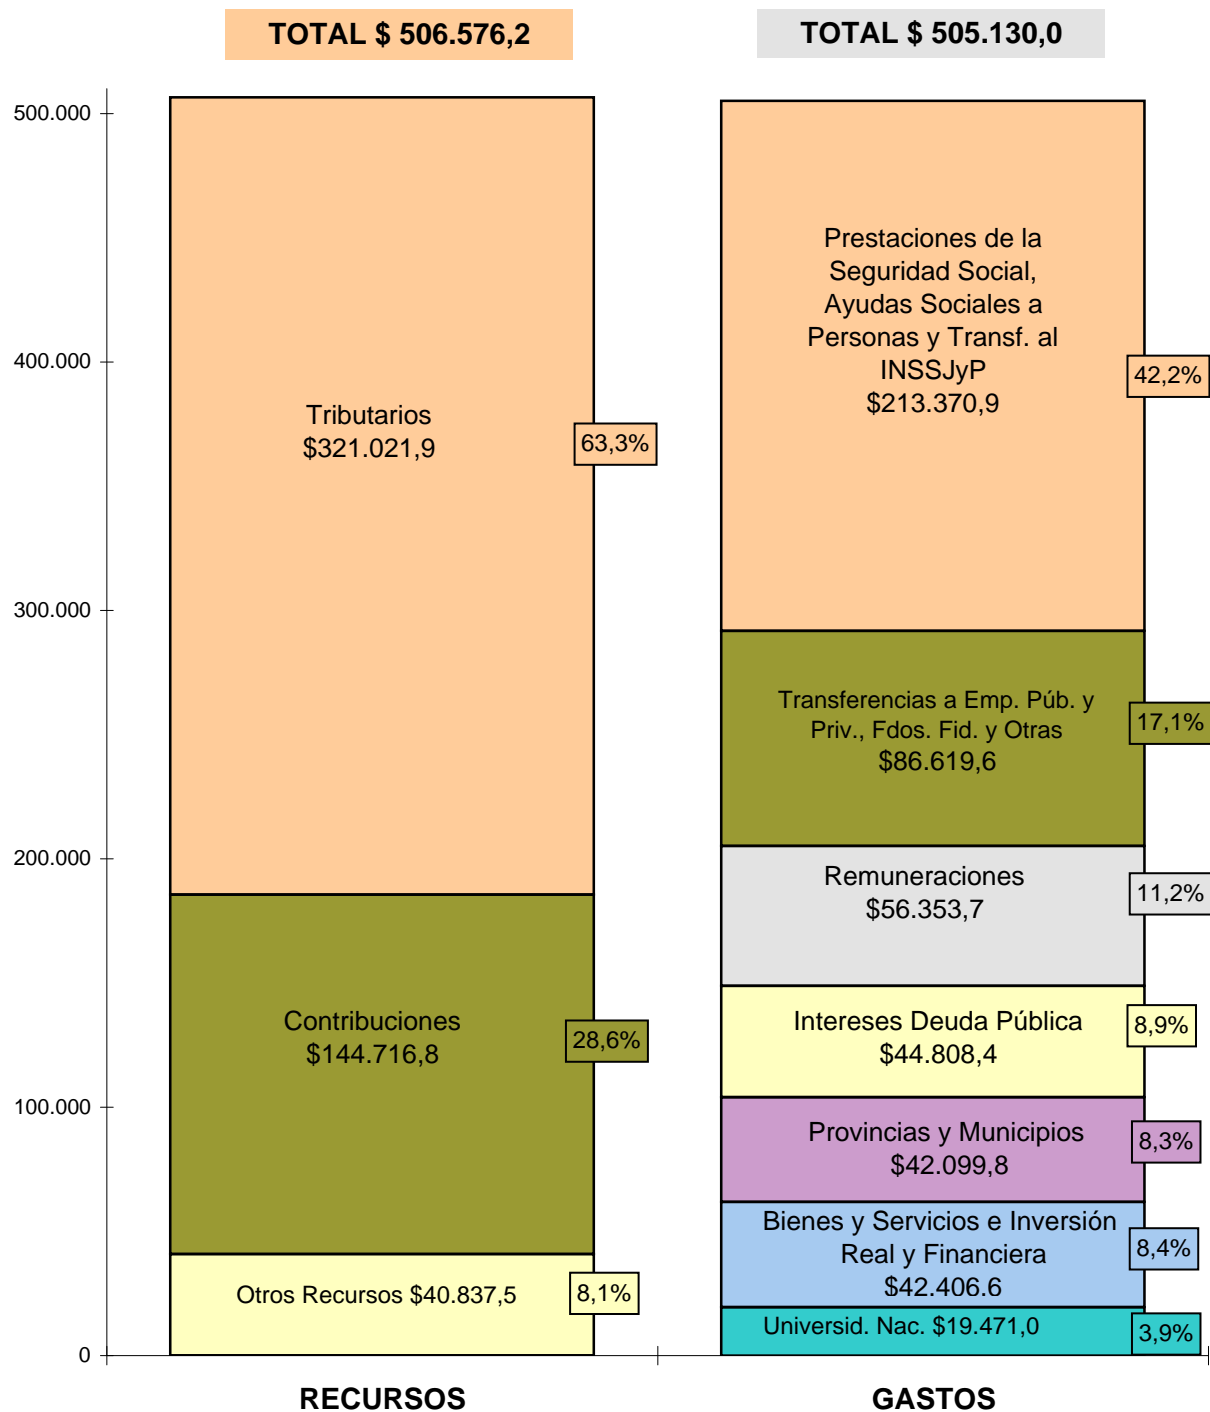 TOTAL $ 506.576,2
TOTAL $ 505.130,0
500.000
400.000
300.000
200.000
100.000
0
Tributarios
$321.021,9
63,3%
Contribuciones
$144.716,8
28,6%
Otros Recursos $40.837,5
8,1%
RECURSOS
Prestaciones de la
Seguridad Social,
Ayudas Sociales a
Personas y Transf. al
INSSJyP
$213.370,9
42,2%
Transferencias a Emp. Púb. y
Priv., Fdos. Fid. y Otras
$86.619,6
17,1%
Remuneraciones
$56.353,7
11,2%
Intereses Deuda Pública
$44.808,4
8,9%
Provincias y Municipios
$42.099,8
8,3%
Bienes y Servicios e Inversión
Real y Financiera
$42.406.6
8,4%
Universid. Nac. $19.471,0
3,9%
GASTOS